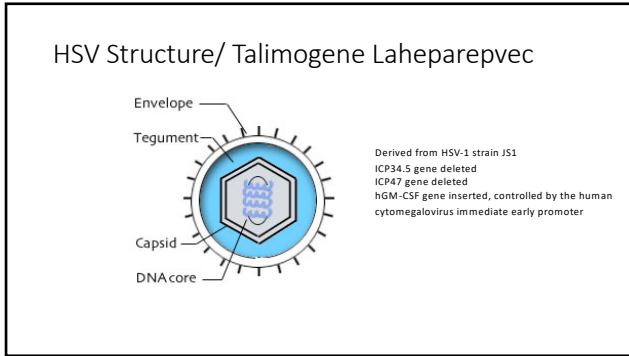 HSV Structure/ Talimogene Laheparepvec
Envelope
Tegument
Capsid
DNA core
Derived from HSV-1 strain JS1
ICP34.5 gene deleted
ICP47 gene deleted
hGM-CSF gene inserted, controlled by the human
cytomegalovirus immediate early promoter